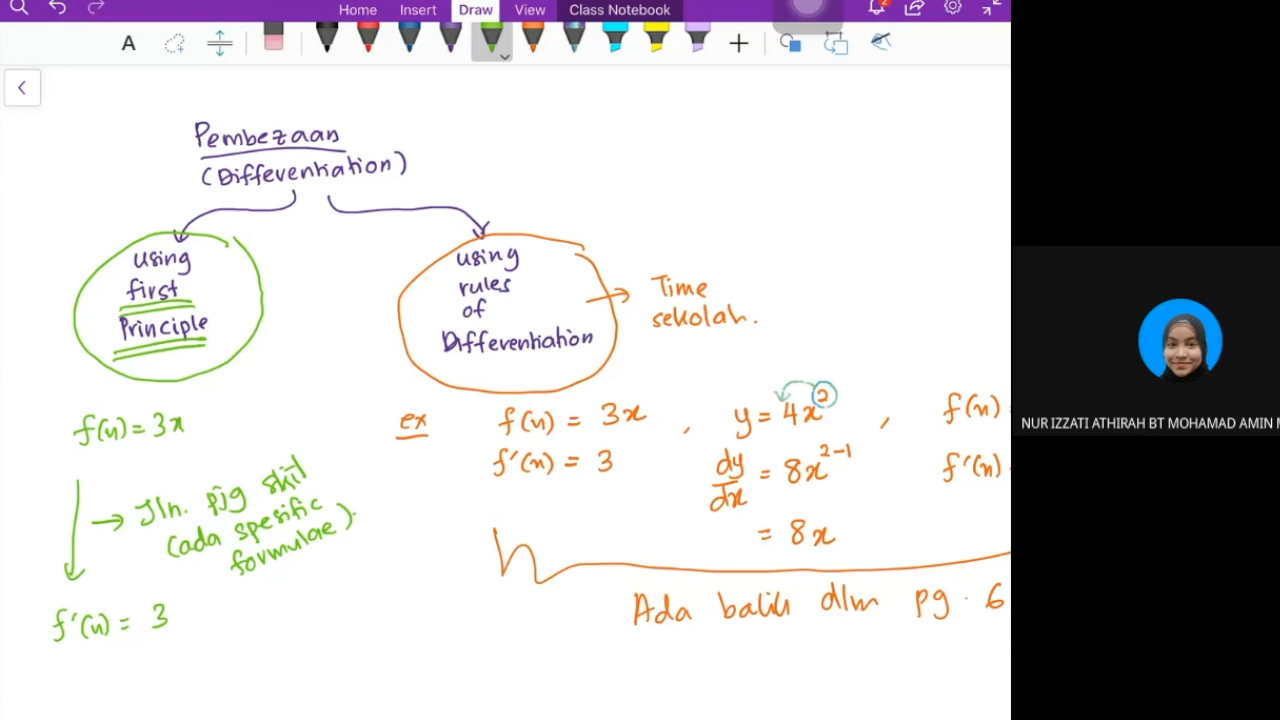 Home Insert Draw View Class Notebook
2
A
Pembezaan
(Differentiation)
using
first
Principle
using
rules
of
Differentiation
Time
sekolah.
f(x) = 3x
Jln. pjg skit
(ada spesific
formulae).
f'(x) = 3
ex
f(x) = 3x , y = 4x² , f(x)
f'(x) = 3
dy/dx = 8x²⁻¹
f'(x)
= 8x
Ada balik dlm pg. 6
NUR IZZATI ATHIRAH BT MOHAMAD AMIN M